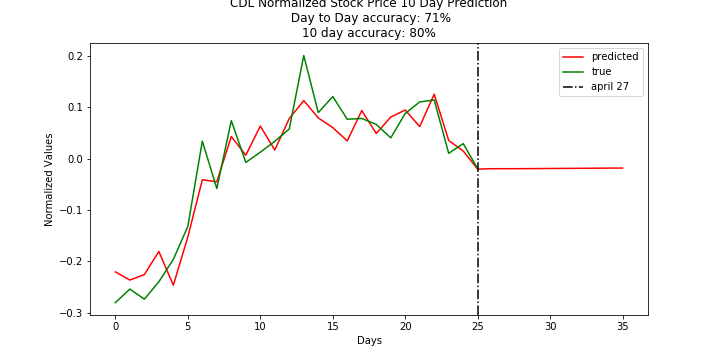 CDL Normalized Stock Price 10 Day Prediction
Day to Day accuracy: 71%
10 day accuracy: 80%
predicted
true
april 27
Normalized Values
0.2
0.1
0.0
−0.1
−0.2
−0.3
0 5 10 15 20 25 30 35
Days